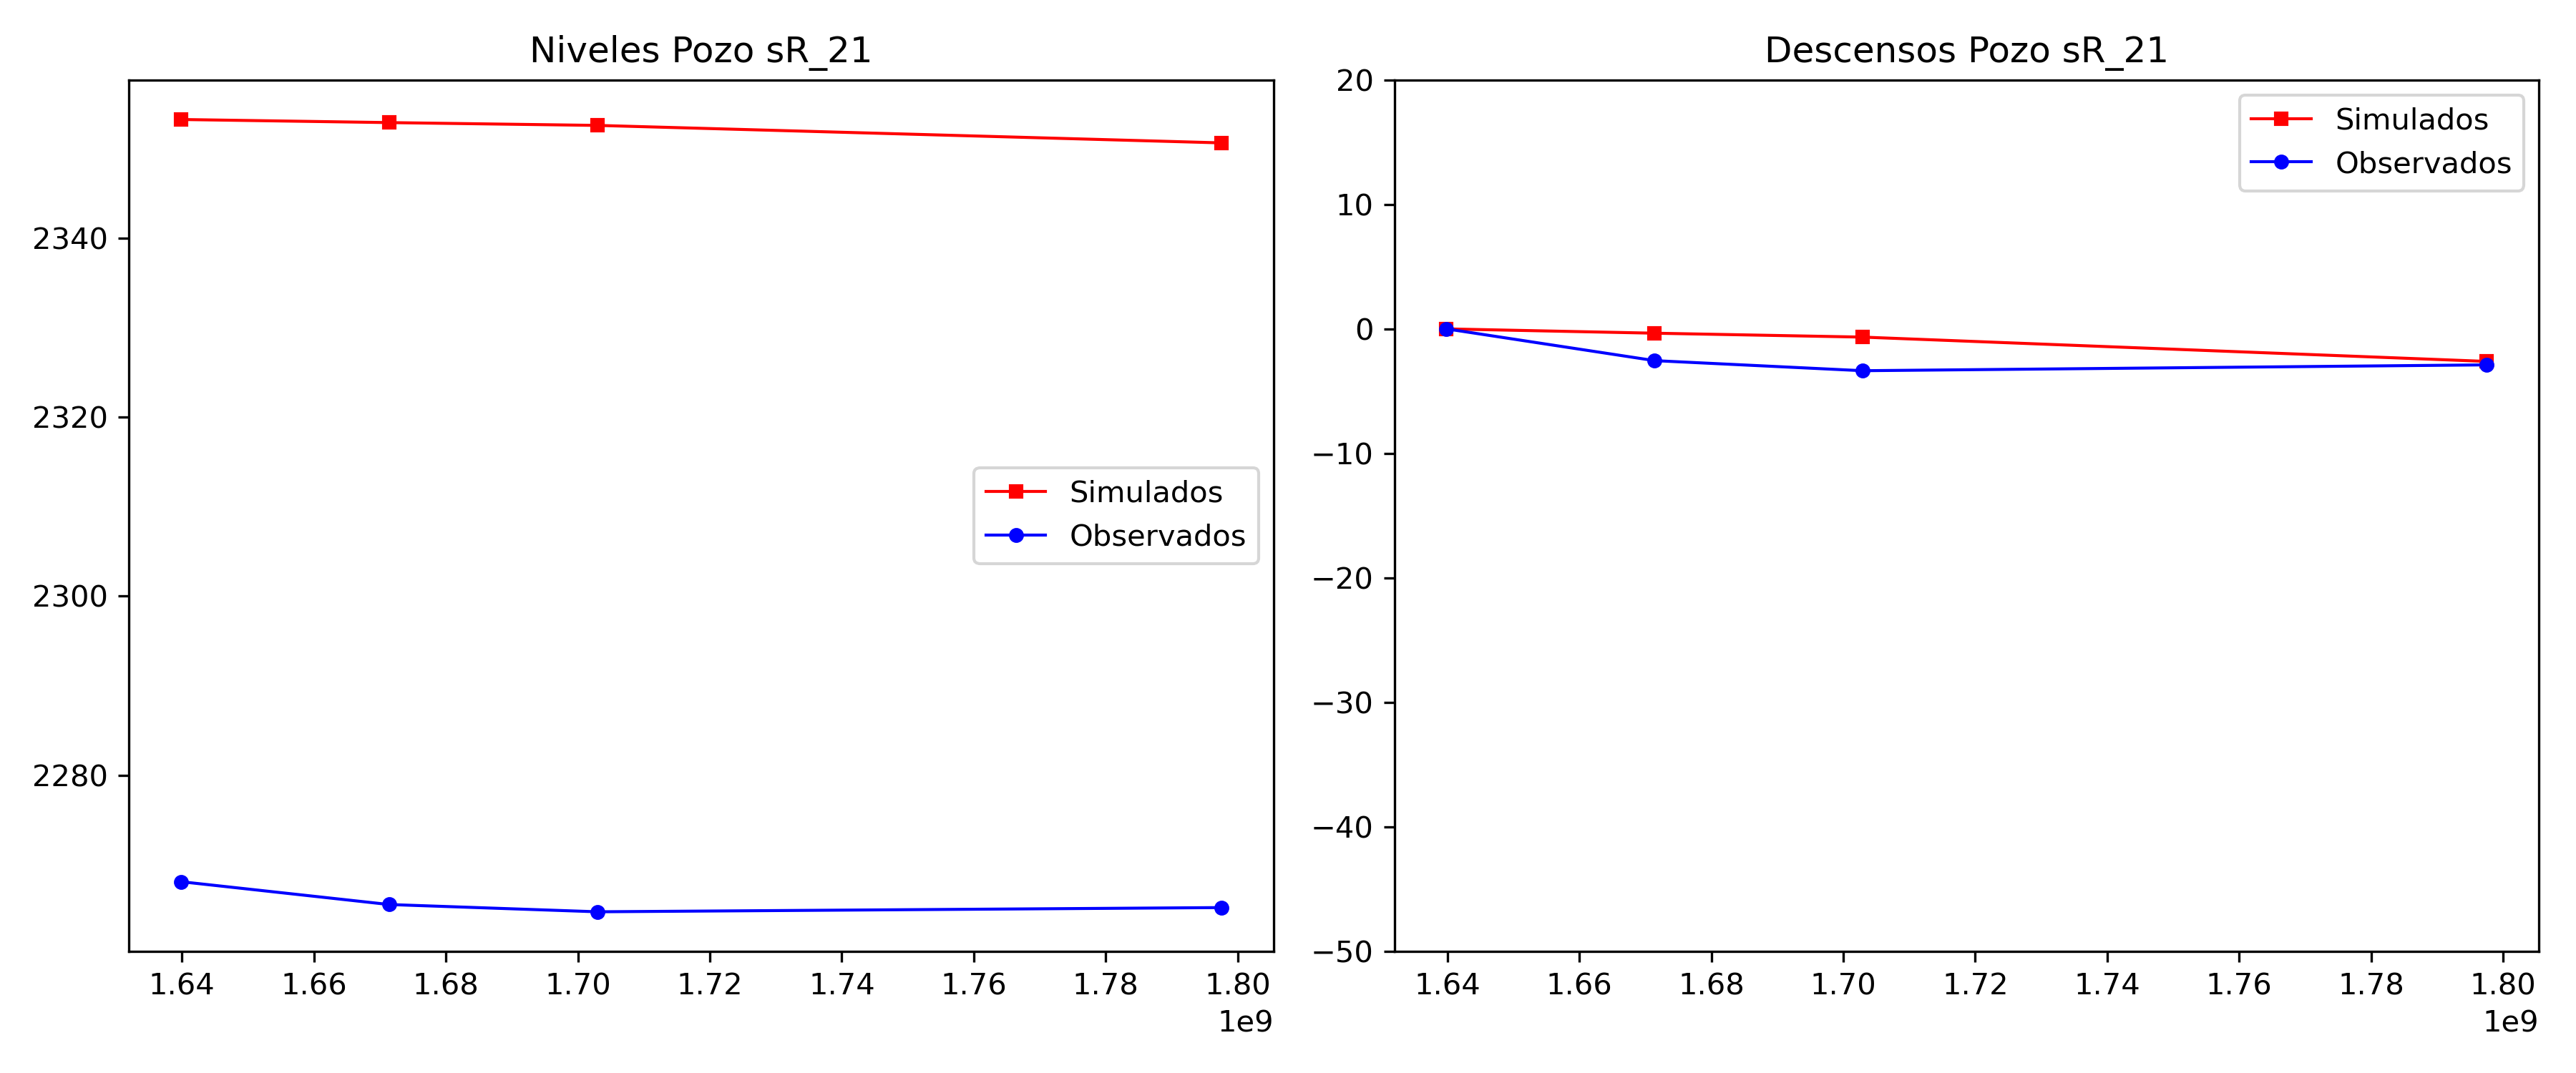 Niveles Pozo sR_21
2340
2320
2300
2280
Simulados
Observados
1.64 1.66 1.68 1.70 1.72 1.74 1.76 1.78 1.80
1e9
Descensos Pozo sR_21
20
10
0
−10
−20
−30
−40
−50
Simulados
Observados
1.64 1.66 1.68 1.70 1.72 1.74 1.76 1.78 1.80
1e9